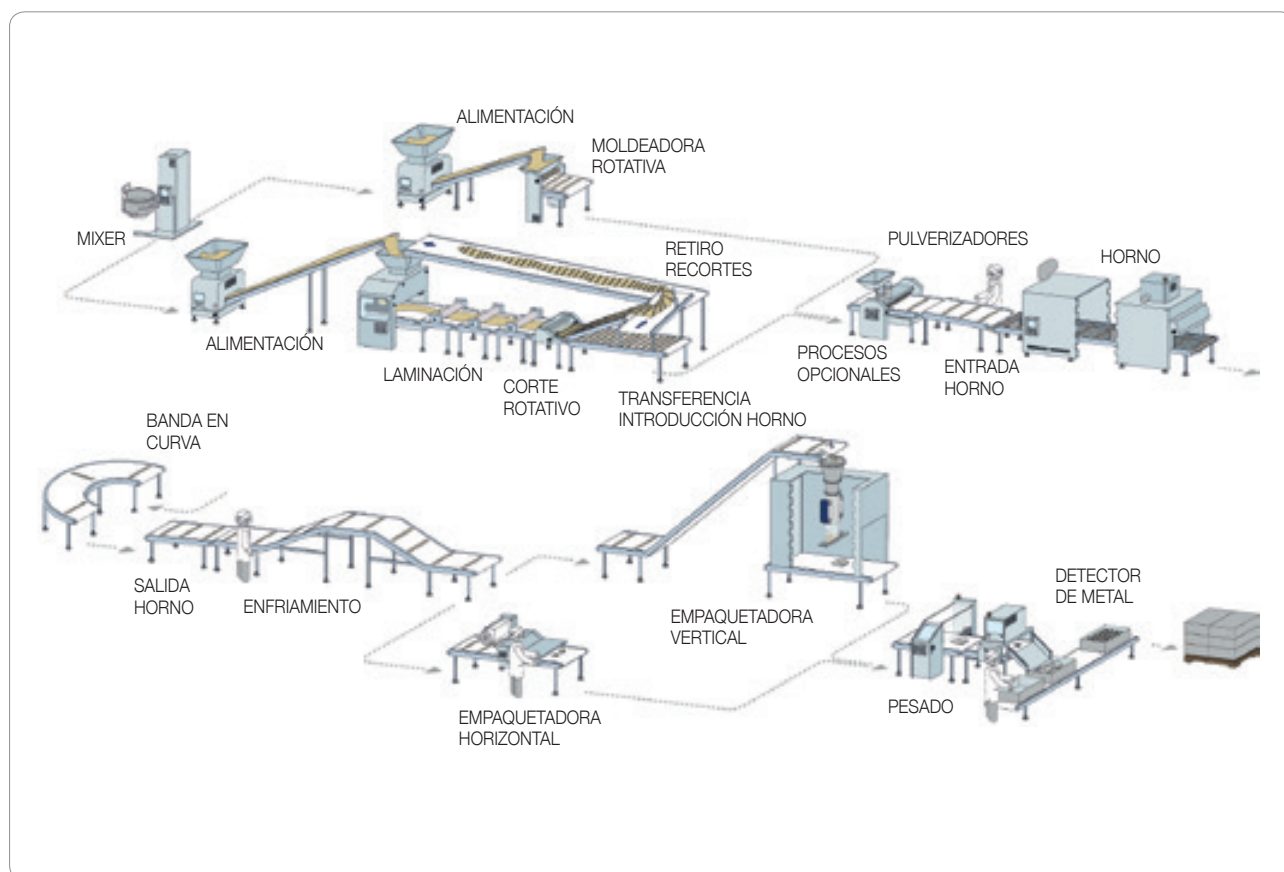 ALIMENTACIÓN
MOLDEADORA
ROTATIVA
MIXER
RETIRO
RECORTES
PULVERIZADORES
HORNO
ALIMENTACIÓN
LAMINACIÓN
CORTE
ROTATIVO
TRANSFERENCIA
INTRODUCCIÓN HORNO
PROCESOS
OPCIONALES
ENTRADA
HORNO
BANDA EN
CURVA
SALIDA
HORNO
ENFRIAMIENTO
EMPAQUETADORA
VERTICAL
DETECTOR
DE METAL
EMPAQUETADORA
HORIZONTAL
PESADO